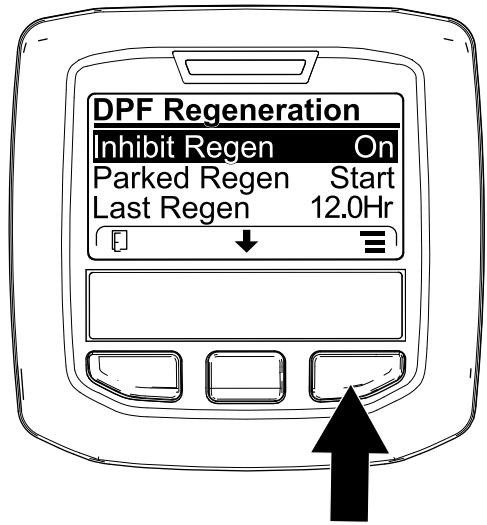 DPF Regeneration
Inhibit Regen On
Parked Regen Start
Last Regen 12.0Hr